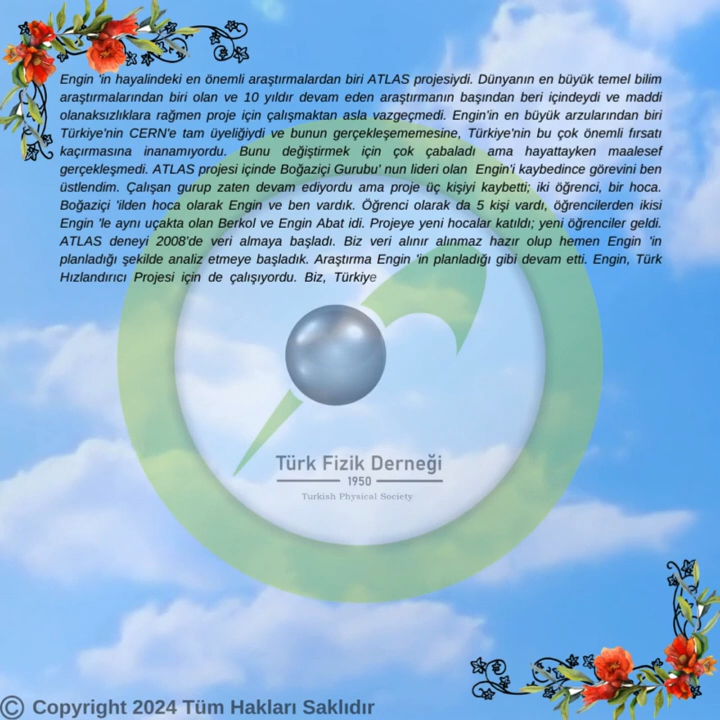 Engin 'in hayalindeki en önemli araştırmalardan biri ATLAS projesiydi. Dünyanın en büyük temel bilim
araştırmalarından biri olan ve 10 yıldır devam eden araştırmanın başından beri içindeydi ve maddi
olanaksızlıklara rağmen proje için çalışmaktan asla vazgeçmedi. Engin'in en büyük arzularından biri
Türkiye'nin CERN'e tam üyeliğiydi ve bunun gerçekleşememesine, Türkiye'nin bu çok önemli fırsatı
kaçırmasına inanamıyordu. Bunu değiştirmek için çok çabaladı ama hayattayken maalesef
gerçekleşmedi. ATLAS projesi içinde Boğaziçi Gurubu' nun lideri olan Engin'i kaybedince görevini ben
üstlendim. Çalışan gurup zaten devam ediyordu ama proje üç kişiyi kaybetti; iki öğrenci, bir hoca.
Boğaziçi 'ilden hoca olarak Engin ve ben vardık. Öğrenci olarak da 5 kişi vardı, öğrencilerden ikisi
Engin 'le aynı uçakta olan Berkol ve Engin Abat idi. Projeye yeni hocalar katıldı; yeni öğrenciler geldi.
ATLAS deneyi 2008'de veri almaya başladı. Biz veri alınır alınmaz hazır olup hemen Engin 'in
planladığı şekilde analiz etmeye başladık. Araştırma Engin 'in planladığı gibi devam etti. Engin, Türk
Hızlandırıcı Projesi için de çalışıyordu. Biz, Türkiye
Türk Fizik Derneği
1950
Turkish Physical Society
© Copyright 2024 Tüm Hakları Saklıdır